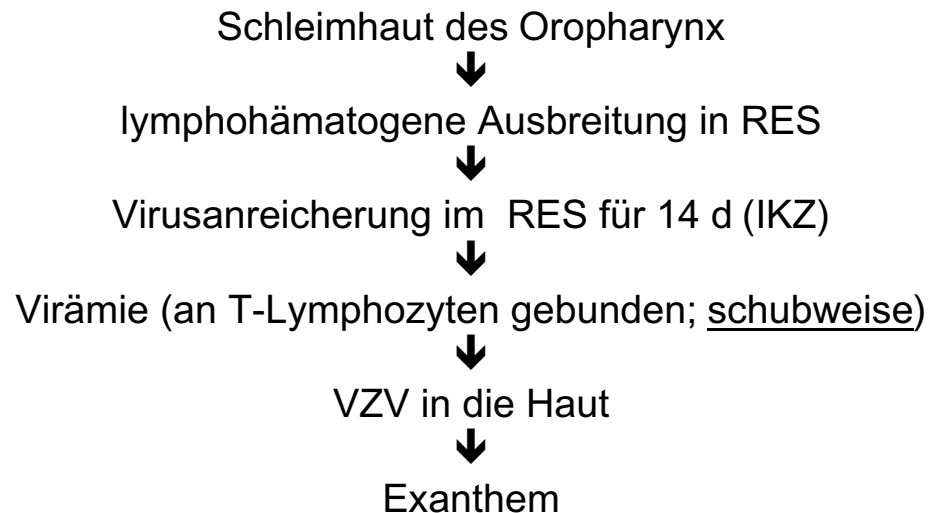 Schleimhaut des Oropharynx
🡻
lymphohämatogene Ausbreitung in RES
🡻
Virusanreicherung im RES für 14 d (IKZ)
🡻
Virämie (an T-Lymphozyten gebunden; schubweise)
🡻
VZV in die Haut
🡻
Exanthem